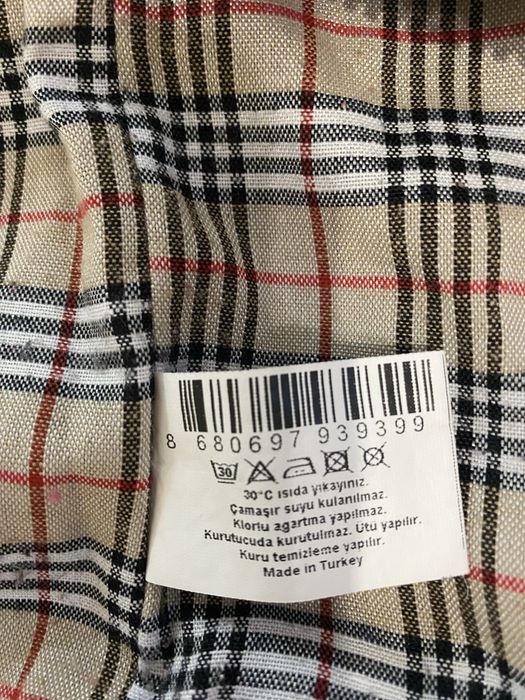 8 680697 939399
30
30°C ısıda yıkayınız.
Çamaşır suyu kulanılmaz.
Klorlu agartma yapılmaz.
Kurutucuda kurutulmaz. Ütü yapılır.
Kuru temizleme yapılır.
Made in Turkey